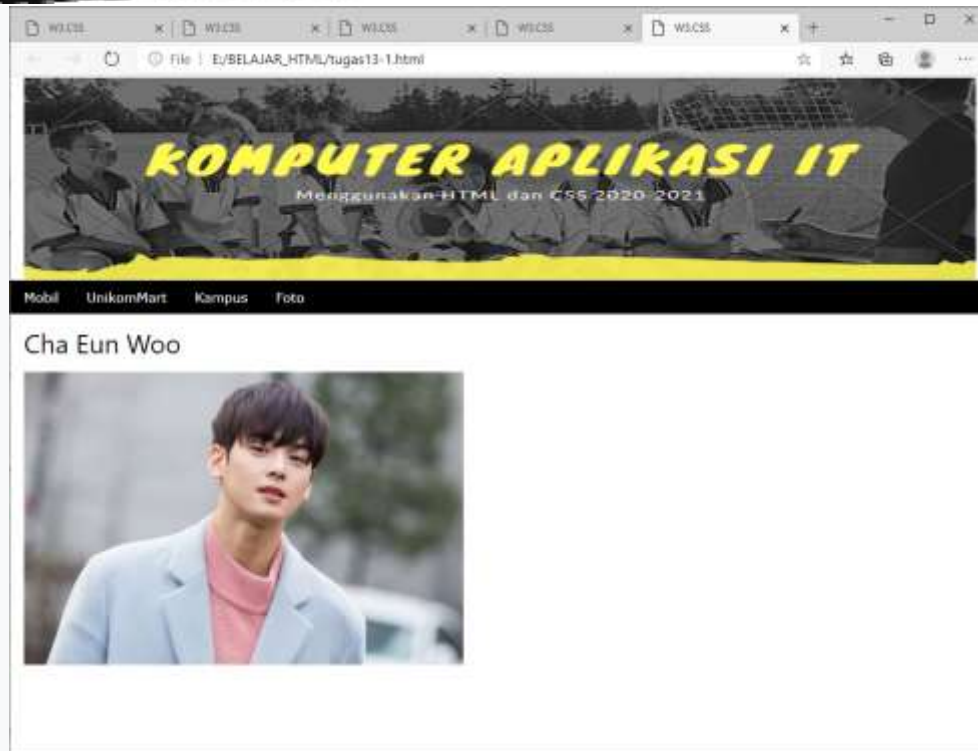 W3.CSS W3.CSS W3.CSS W3.CSS W3.CSS
File | E:/BELAJAR_HTML/tugas13-1.html
KOMPUTER APLIKASI IT
Menggunakan HTML dan CSS 2020-2021
Mobil UnikomMart Kampus Foto
Cha Eun Woo